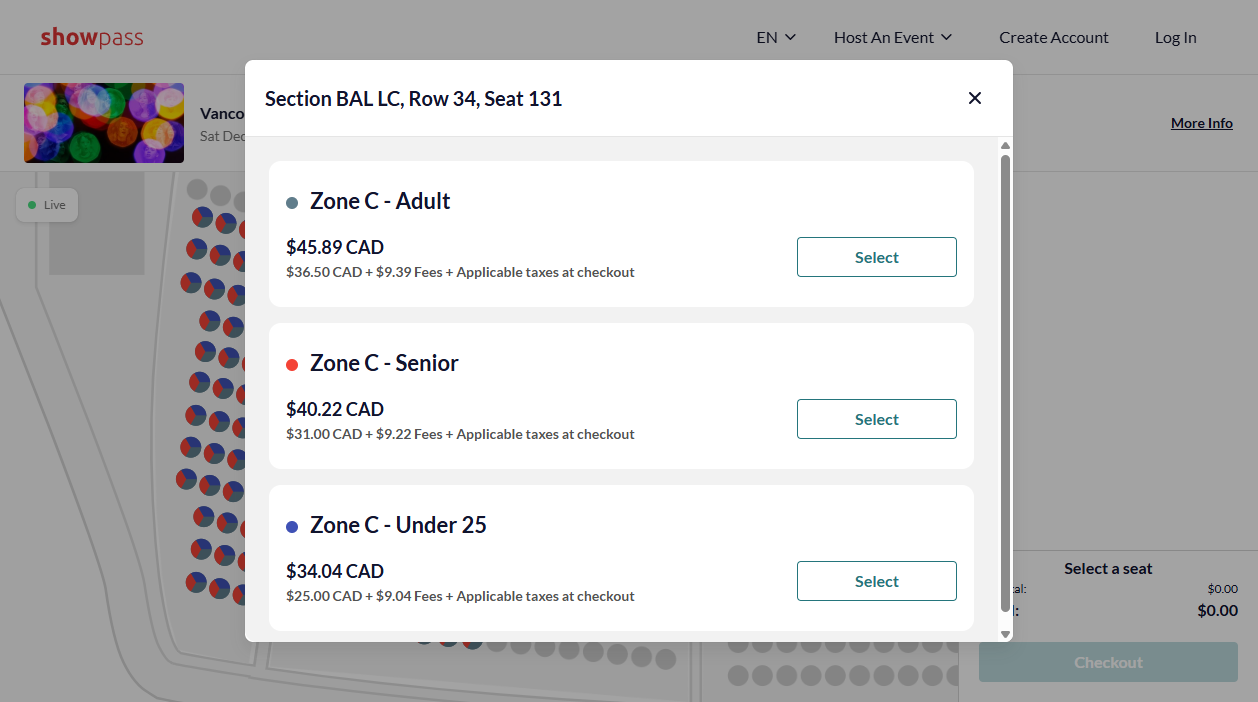 showpass
EN
Host An Event
Create Account
Log In
Section BAL LC, Row 34, Seat 131
Sat Dec
More Info
Live
Zone C - Adult
$45.89 CAD
$36.50 CAD + $9.39 Fees + Applicable taxes at checkout
Select
Zone C - Senior
$40.22 CAD
$31.00 CAD + $9.22 Fees + Applicable taxes at checkout
Select
Zone C - Under 25
$34.04 CAD
$25.00 CAD + $9.04 Fees + Applicable taxes at checkout
Select
Select a seat
$0.00
$0.00
Checkout